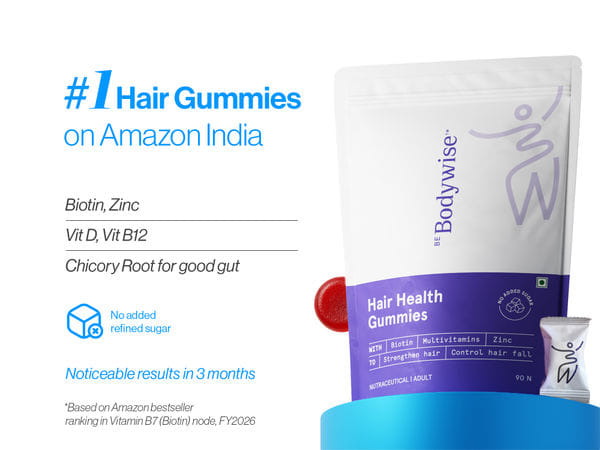 #1 Hair Gummies
on Amazon India
Biotin, Zinc
Vit D, Vit B12
Chicory Root for good gut
No added
refined sugar
Noticeable results in 3 months
*Based on Amazon bestseller
ranking in Vitamin B7 (Biotin) node, FY2026
BE Bodywise™
NO ADDED SUGAR
Hair Health
Gummies
WITH Biotin Multivitamins Zinc
TO Strengthen hair Control hair fall
NUTRACEUTICAL | ADULT 90 N